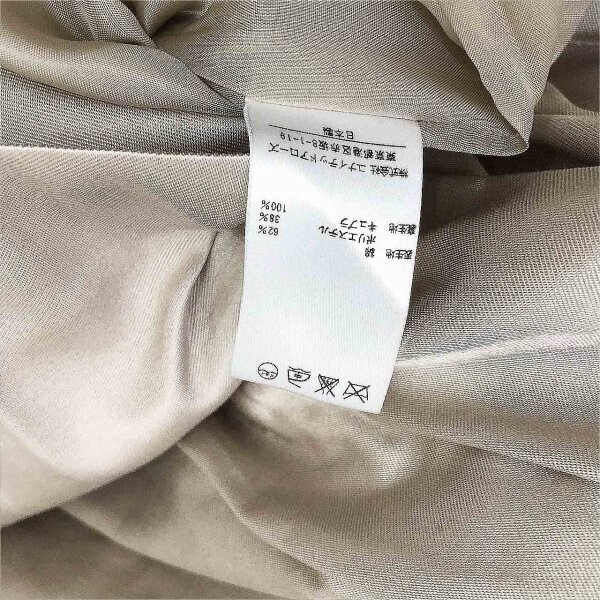 表生地 綿 62%
ポリエステル 38%
裏生地 キュプラ 100%
株式会社 ユナイテッドアローズ
東京都港区赤坂8-1-19
日本製